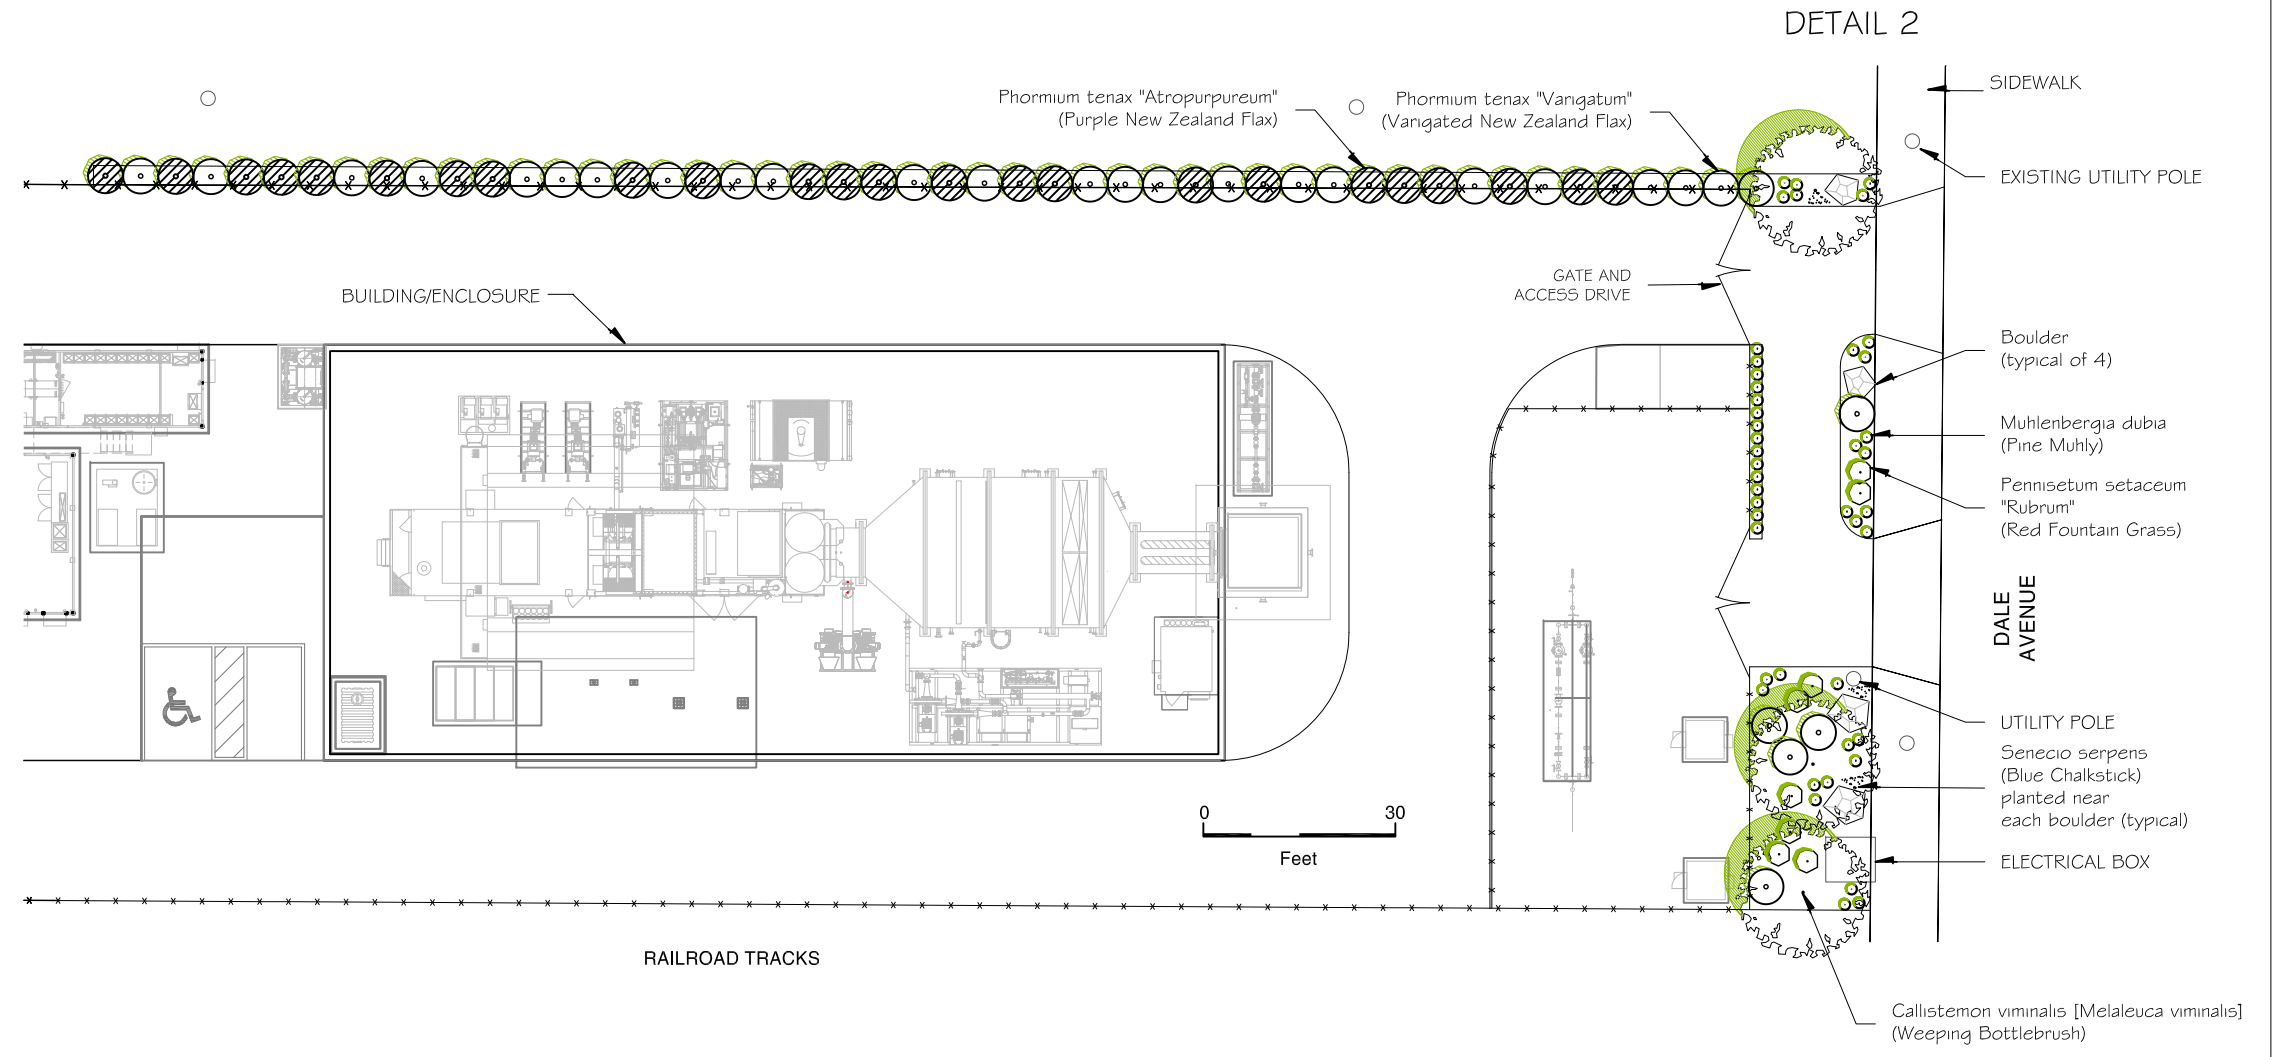 DETAIL 2
SIDEWALK
Phormium tenax "Atropurpureum"
(Purple New Zealand Flax)
Phormium tenax "Varigatum"
(Varigated New Zealand Flax)
EXISTING UTILITY POLE
GATE AND
ACCESS DRIVE
BUILDING/ENCLOSURE
Boulder
(typical of 4)
Muhlenbergia dubia
(Pine Muhly)
Pennisetum setaceum
"Rubrum"
(Red Fountain Grass)
DALE
AVENUE
UTILITY POLE
Senecio serpens
(Blue Chalkstick)
planted near
each boulder (typical)
0 30
Feet
ELECTRICAL BOX
RAILROAD TRACKS
Callistemon viminalis [Melaleuca viminalis]
(Weeping Bottlebrush)